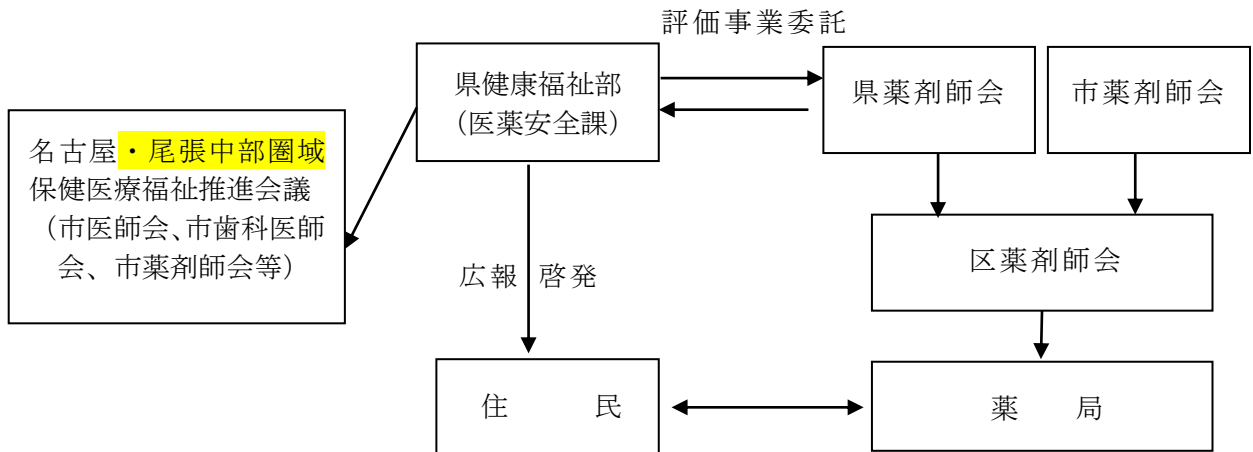 評価事業委託
県健康福祉部
（医薬安全課）
県薬剤師会
市薬剤師会
名古屋・尾張中部圏域
保健医療福祉推進会議
（市医師会、市歯科医師
会、市薬剤師会等）
区薬剤師会
広報 啓発
住 民
薬 局